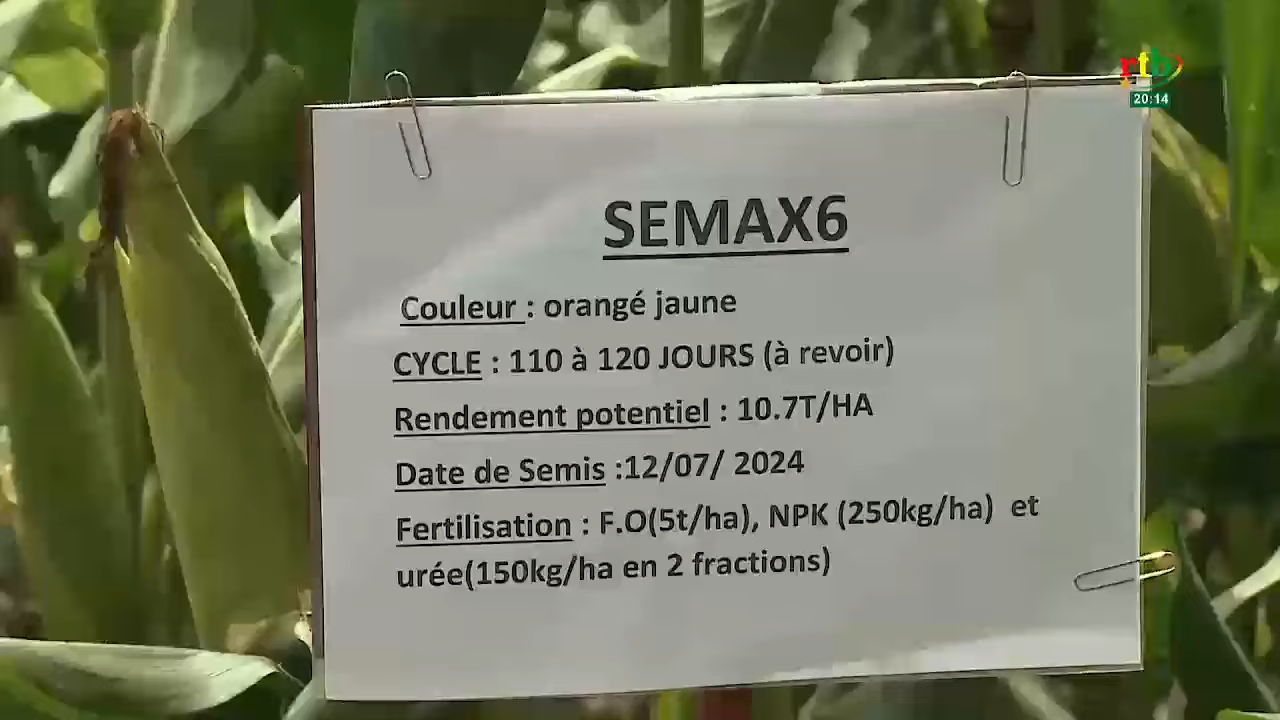 rtb
20:14
SEMAX6
Couleur : orangé jaune
CYCLE : 110 à 120 JOURS (à revoir)
Rendement potentiel : 10.7T/HA
Date de Semis :12/07/ 2024
Fertilisation : F.O(5t/ha), NPK (250kg/ha) et
urée(150kg/ha en 2 fractions)